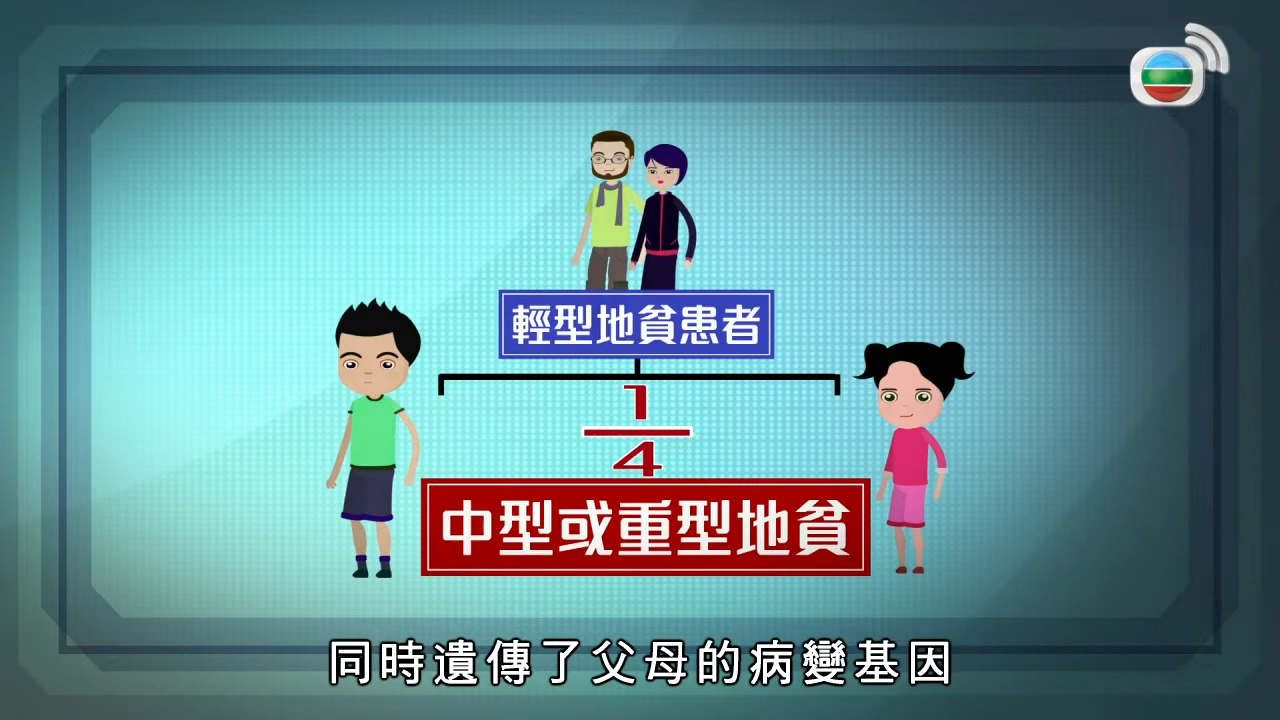 輕型地貧患者
1
4
中型或重型地貧
同時遺傳了父母的病變基因